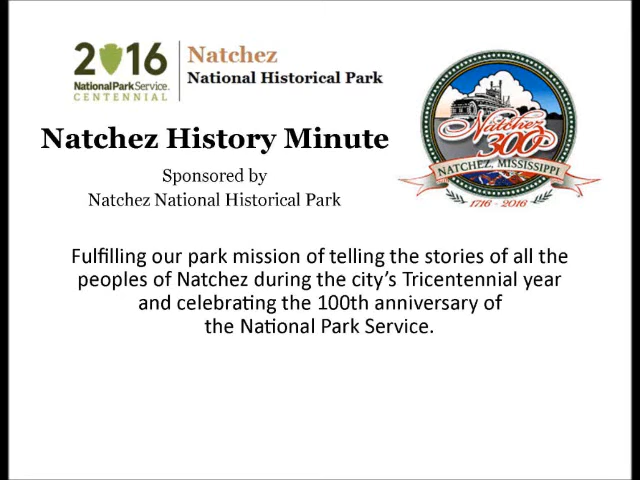 2016
National Park Service
CENTENNIAL
Natchez
National Historical Park
Natchez History Minute
Sponsored by
Natchez National Historical Park
Natchez
300
NATCHEZ, MISSISSIPPI
1716 - 2016
Fulfilling our park mission of telling the stories of all the
peoples of Natchez during the city's Tricentennial year
and celebrating the 100th anniversary of
the National Park Service.